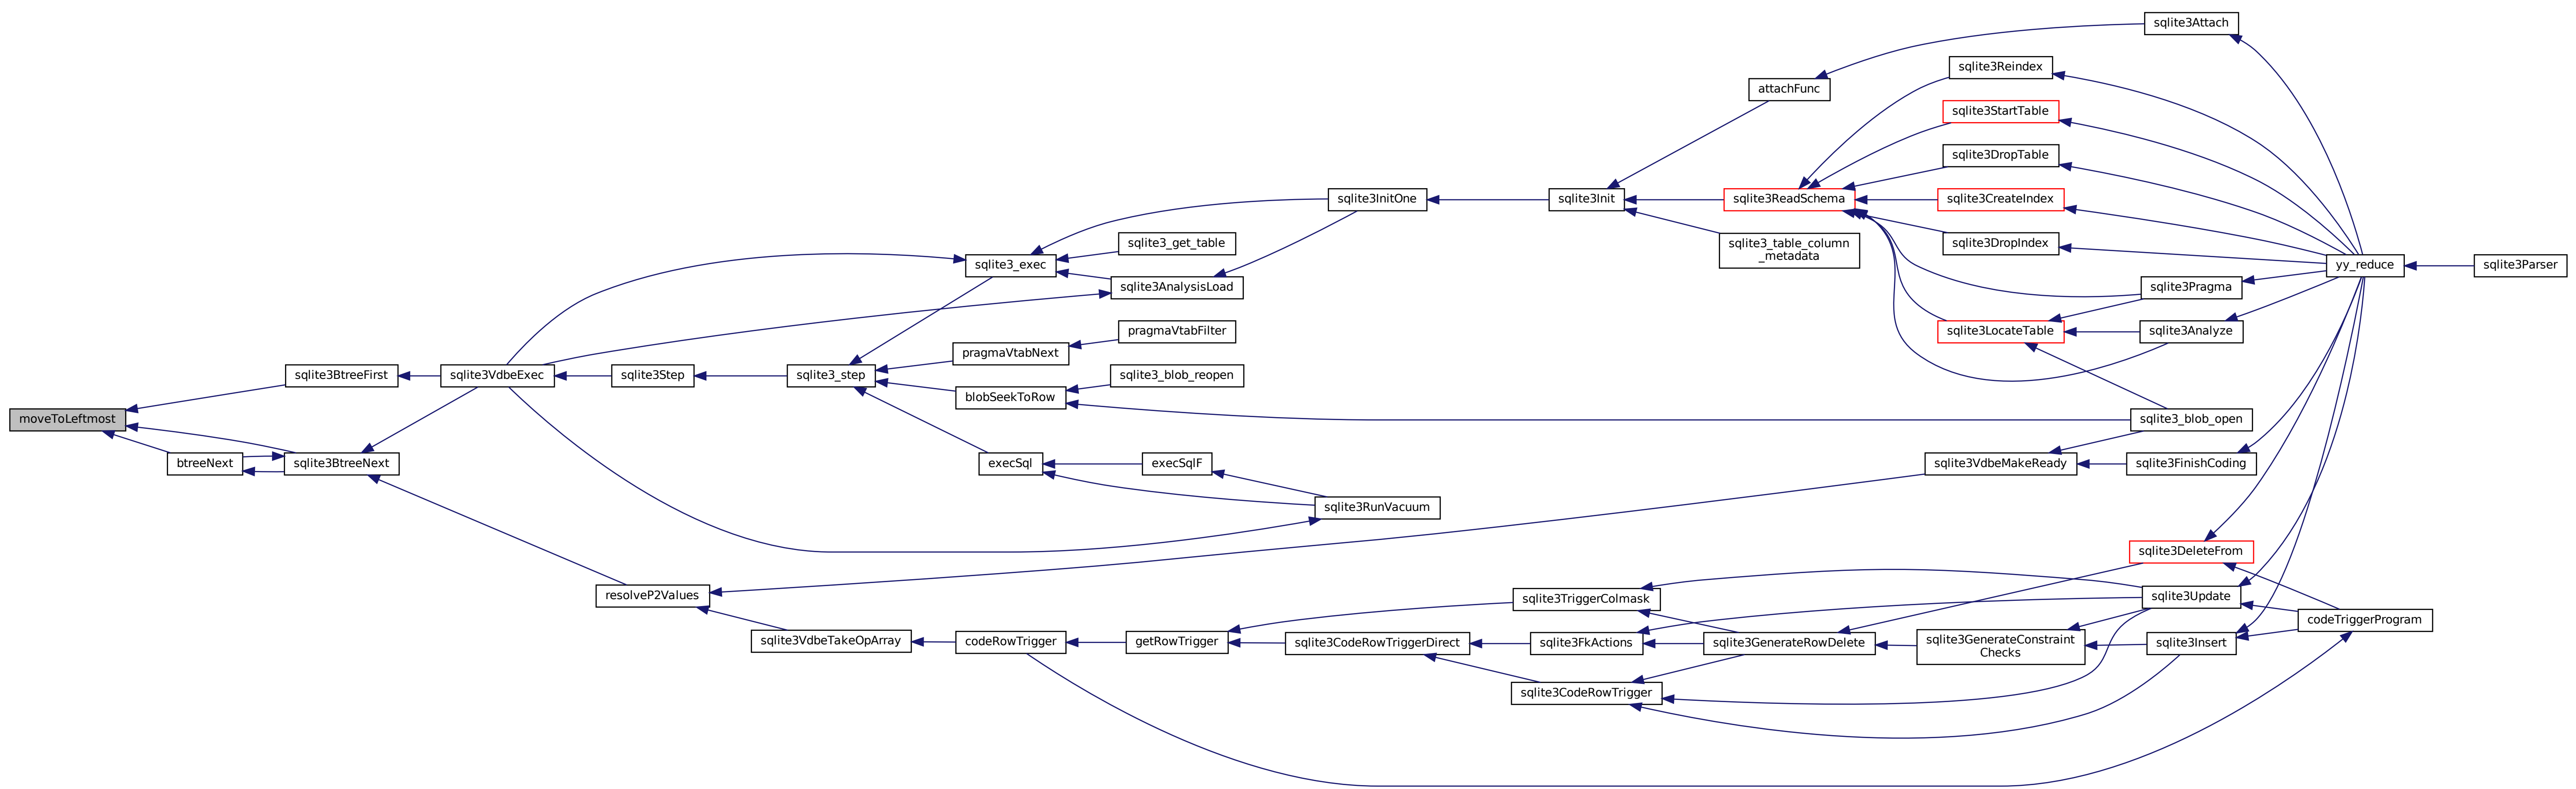 sqlite3Attach
sqlite3Reindex
attachFunc
sqlite3StartTable
sqlite3DropTable
sqlite3InitOne
sqlite3Init
sqlite3ReadSchema
sqlite3CreateIndex
sqlite3_get_table
sqlite3_table_column
_metadata
sqlite3DropIndex
sqlite3_exec
yy_reduce
sqlite3Parser
sqlite3AnalysisLoad
sqlite3Pragma
pragmaVtabFilter
sqlite3LocateTable
sqlite3Analyze
pragmaVtabNext
sqlite3BtreeFirst
sqlite3VdbeExec
sqlite3Step
sqlite3_step
sqlite3_blob_reopen
blobSeekToRow
moveToLeftmost
sqlite3_blob_open
btreeNext
sqlite3BtreeNext
execSql
execSqlF
sqlite3VdbeMakeReady
sqlite3FinishCoding
sqlite3RunVacuum
sqlite3DeleteFrom
resolveP2Values
sqlite3TriggerColmask
sqlite3Update
codeTriggerProgram
sqlite3VdbeTakeOpArray
codeRowTrigger
getRowTrigger
sqlite3CodeRowTriggerDirect
sqlite3FkActions
sqlite3GenerateRowDelete
sqlite3GenerateConstraint
Checks
sqlite3Insert
sqlite3CodeRowTrigger